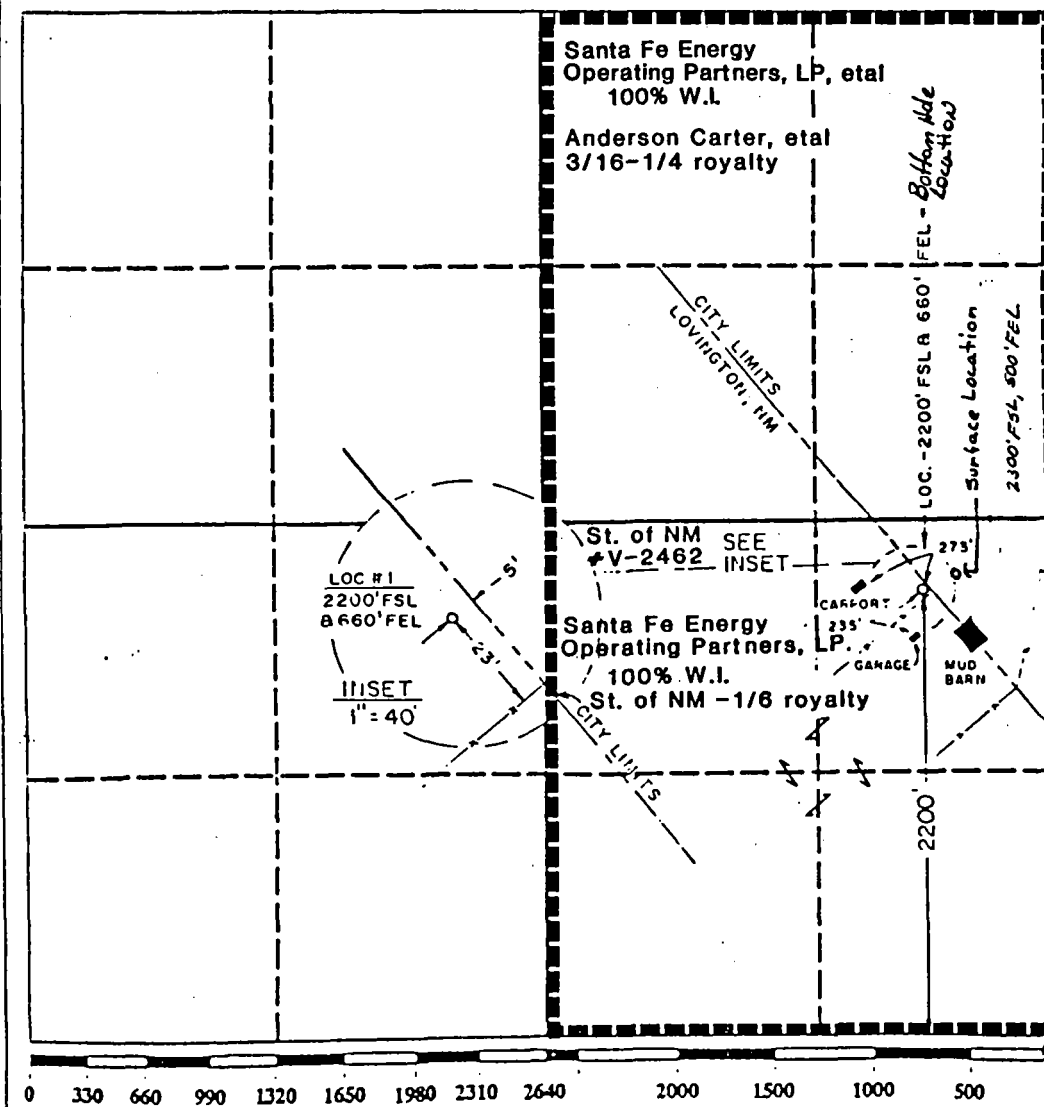 Santa Fe Energy
Operating Partners, LP, etal
100% W.I.
Anderson Carter, etal
3/16-1/4 royalty
LOC. - 2200' FSL & 660' FEL - Bottom Hole
Location
Surface Location
2300' FSL, 500' FEL
CITY LIMITS
LOVINGTON, NM
St. of NM
#V-2462
SEE
INSET
273'
CARPORT
235'
GARAGE
MUD
BARN
Santa Fe Energy
Operating Partners, LP.
100% W.I.
St. of NM -1/6 royalty
LOC #1
2200' FSL
& 660' FEL
5'
23'
INSET
1" = 40'
CITY LIMITS
2200'
0 330 660 990 1320 1650 1980 2310 2640 2000 1500 1000 500